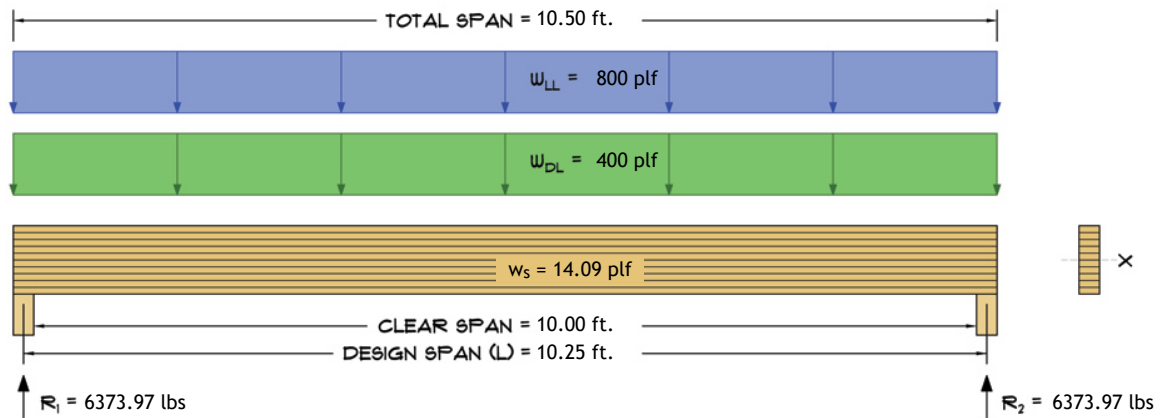 TOTAL SPAN = 10.50 ft.
WLL = 800 plf
WDL = 400 plf
ws = 14.09 plf
X
CLEAR SPAN = 10.00 ft.
DESIGN SPAN (L) = 10.25 ft.
R1 = 6373.97 lbs
R2 = 6373.97 lbs